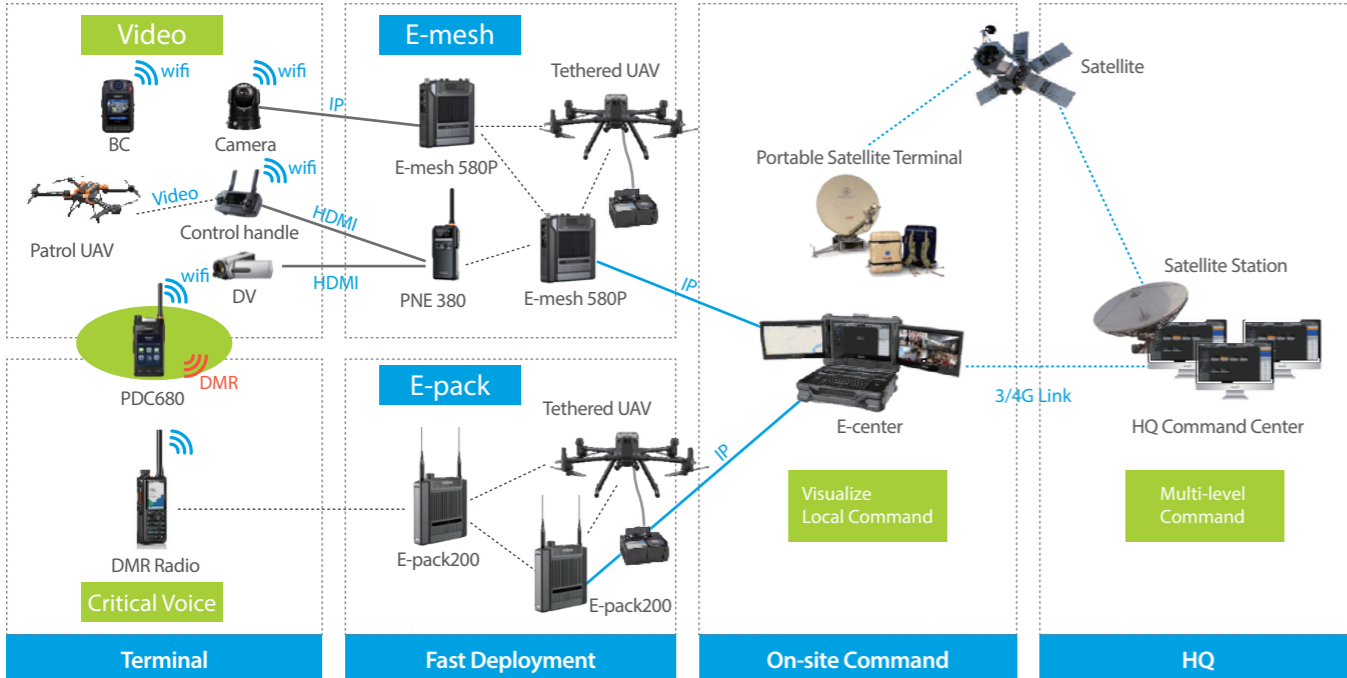 Video
wifi
wifi
BC
Camera
IP
wifi
Video
Patrol UAV
Control handle
HDMI
DV
HDMI
wifi
DMR
PDC680
DMR Radio
Critical Voice
Terminal
E-mesh
Tethered UAV
E-mesh 580P
PNE 380
E-mesh 580P
E-pack
Tethered UAV
E-pack200
E-pack200
Fast Deployment
IP
IP
Portable Satellite Terminal
E-center
Visualize
Local Command
On-site Command
Satellite
Satellite Station
3/4G Link
HQ Command Center
Multi-level
Command
HQ